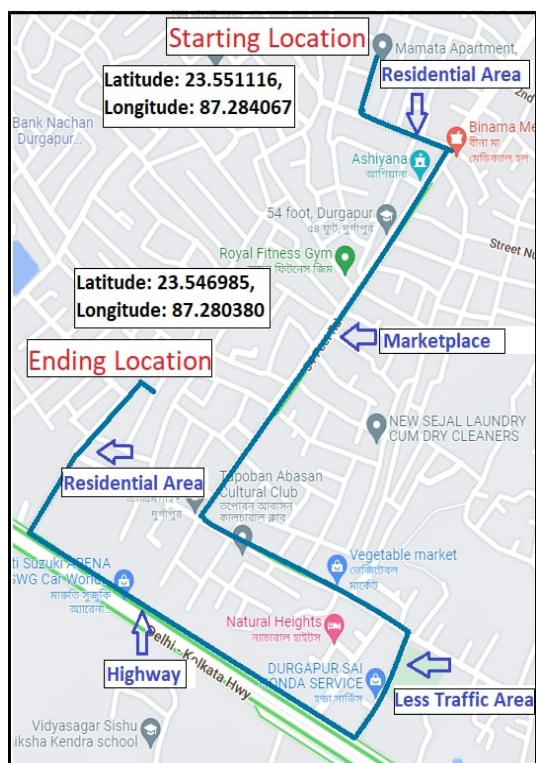 Starting Location
Mamata Apartment,
Latitude: 23.551116,
Longitude: 87.284067
Residential Area
2nd
Bank Nachan
Durgapur...
Binama Me
बीना मा
मेडिकाल हल
Ashiyana
আশিয়ানা
54 foot, Durgapur
৫৪ ফুট, দুর্গাপুর
Royal Fitness Gym
ফিটনেস জিম
Street Nu
Latitude: 23.546985,
Longitude: 87.280380
Marketplace
Ending Location
NEW SEJAL LAUNDRY
CUM DRY CLEANERS
Residential Area
দুর্গাপুর
Tapoban Abasan
Cultural Club
তপোবন আবাসন
কালচারাল ক্লাব
Vegetable market
ভেজিটেবল
মার্কেট
ti Suzuki ARENA
SWG Car World,
মারুতি সুজুকি
অ্যারেনা...
Natural Heights
ন্যাচারাল হাইটস
Highway
Delhi - Kolkata Hwy
DURGAPUR SAI
HONDA SERVICE
হন্ডা সার্ভিস
Less Traffic Area
Vidyasagar Sishu
iksha Kendra school